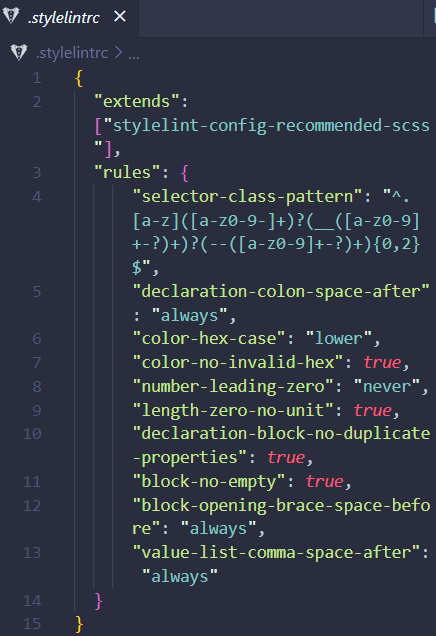 .stylelintrc ×
.stylelintrc > ...
1 {
2 "extends":
["stylelint-config-recommended-scss
"],
3 "rules": {
4 "selector-class-pattern": "^.
[a-z]([a-z0-9-]+)?(__([a-z0-9]
+-?)+)?(--([a-z0-9]+-?)+){0,2}
$",
5 "declaration-colon-space-after"
: "always",
6 "color-hex-case": "lower",
7 "color-no-invalid-hex": true,
8 "number-leading-zero": "never",
9 "length-zero-no-unit": true,
10 "declaration-block-no-duplicate
-properties": true,
11 "block-no-empty": true,
12 "block-opening-brace-space-befo
re": "always",
13 "value-list-comma-space-after":
"always"
14 }
15 }